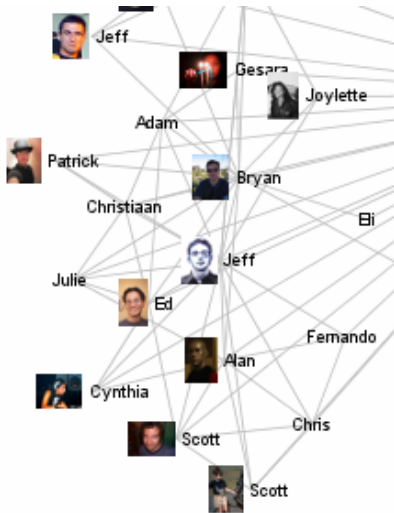 Jeff
Gesara
Joylette
Adam
Patrick
Bryan
Christiaan
Eli
Jeff
Julie
Ed
Fernando
Alan
Cynthia
Chris
Scott
Scott